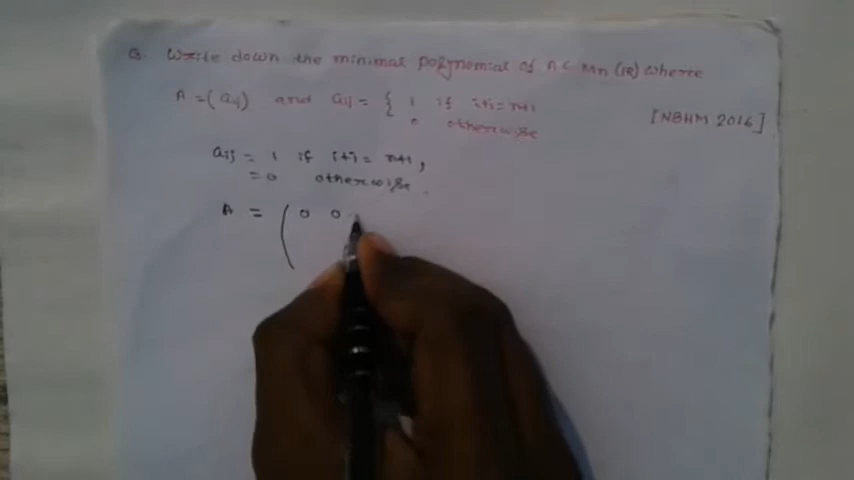 Q. Write down the minimal polynomial of A ∈ Mn(IR) where
A = (aij) and aij = { 1 if i+j = n+1
0 otherwise
[NBHM 2016]
aij = 1 if i+j = n+1,
= 0 otherwise.
A = ( 0 0